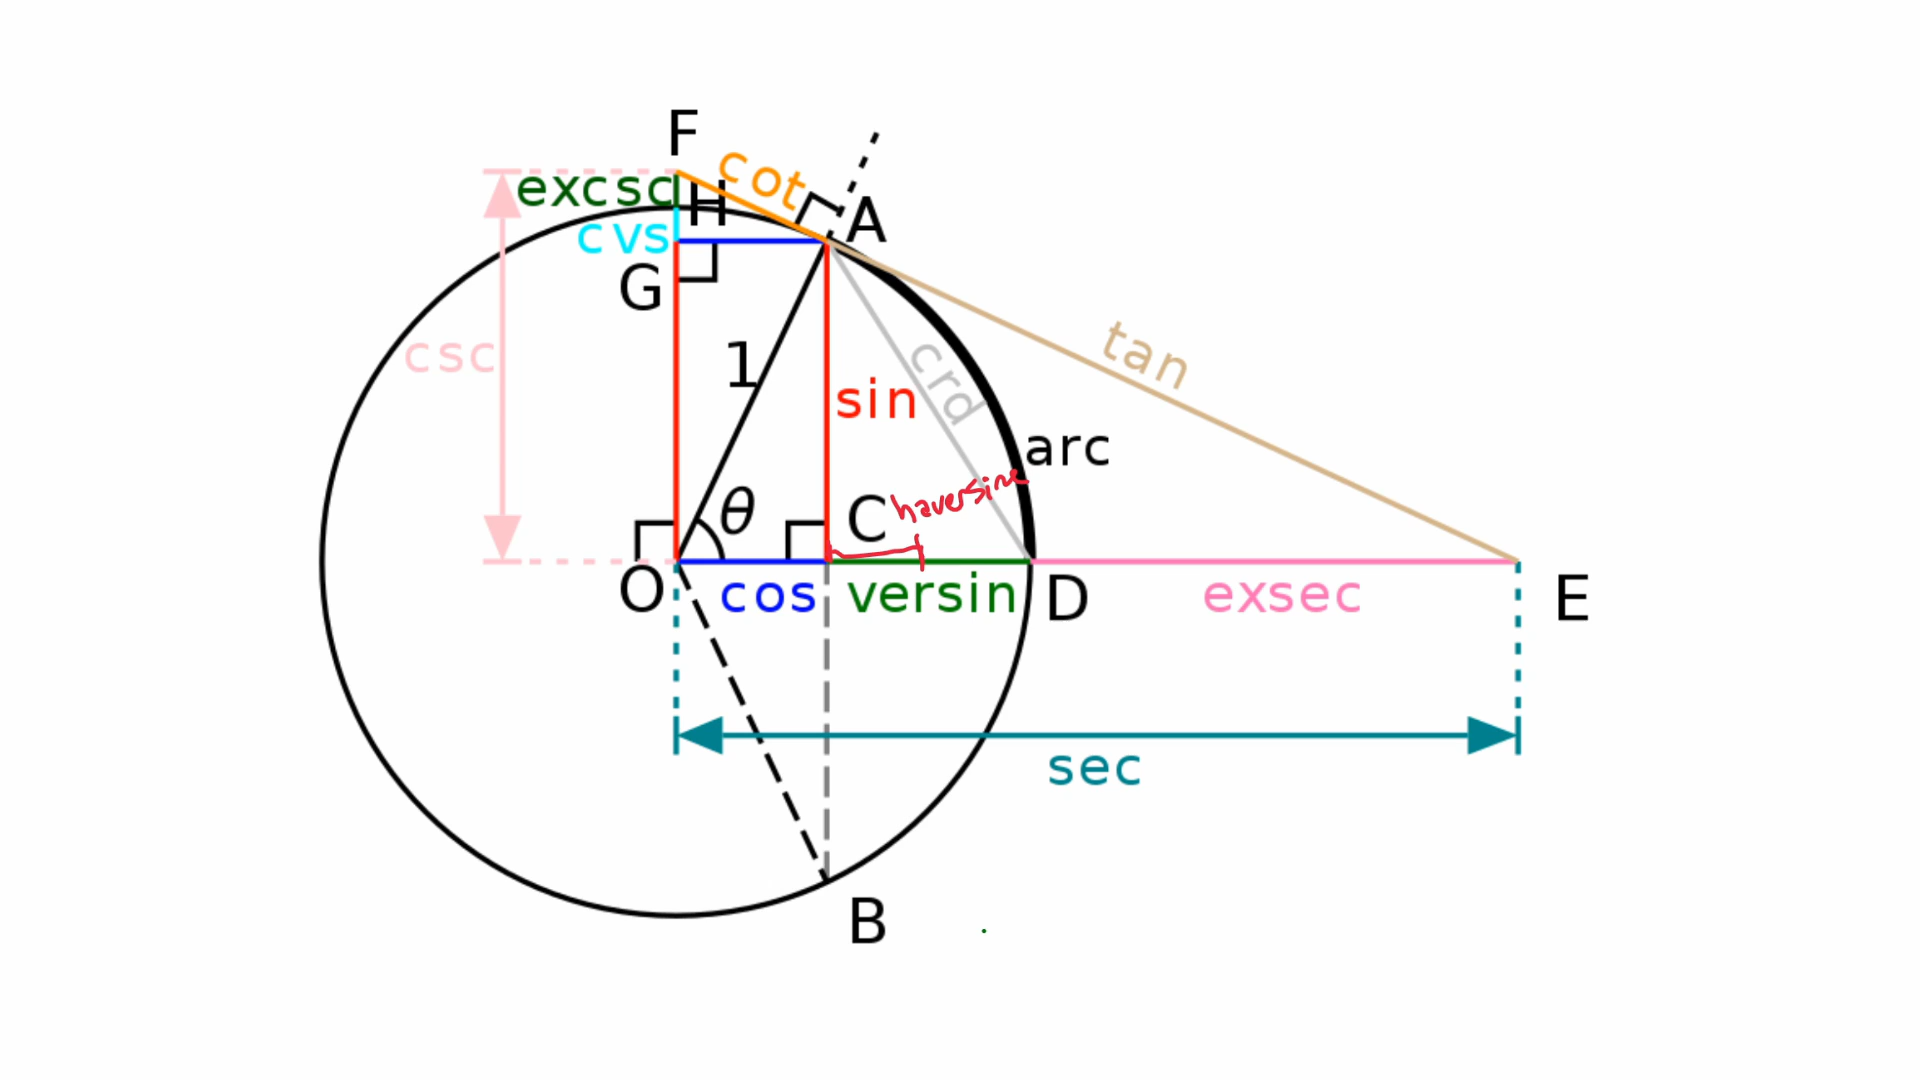 F
cot
excsc
H
A
cvs
G
csc
1
tan
sin
crd
arc
haversine
C
θ
O
cos
versin
D
exsec
E
sec
B